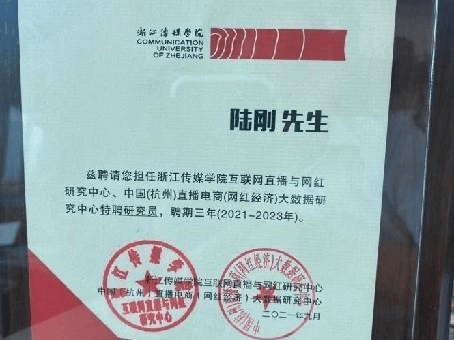 浙江传媒学院
COMMUNICATION
UNIVERSITY
OF ZHEJIANG
陆刚 先生
兹聘请您担任浙江传媒学院互联网直播与网红
研究中心、中国(杭州)直播电商(网红经济)大数据研
究中心特聘研究员，聘期三年(2021-2023年)。
浙江传媒学院互联网直播与网红研究中心
中国（杭州）直播电商（网红经济）大数据研究中心
二〇二一年九月